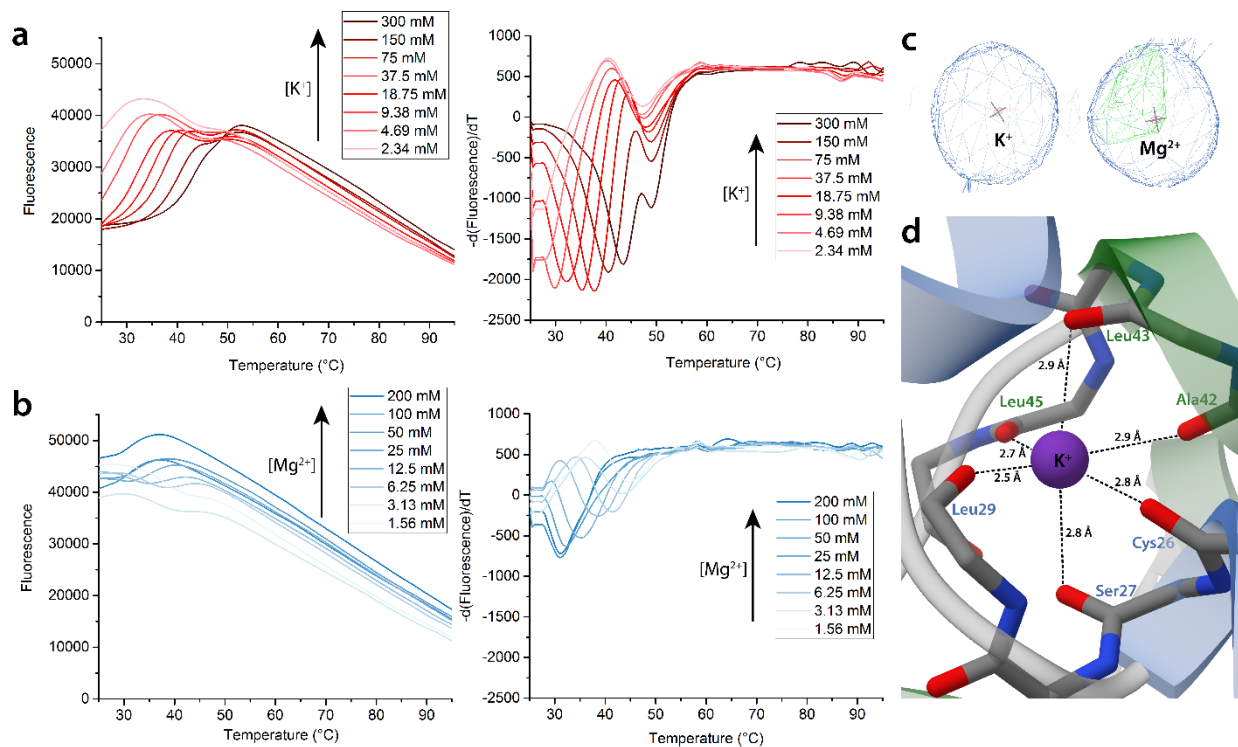 a
Fluorescence
50000
40000
30000
20000
10000
0
30
40
50
60
70
80
90
Temperature (°C)
[K⁺]
300 mM
150 mM
75 mM
37.5 mM
18.75 mM
9.38 mM
4.69 mM
2.34 mM
-d(Fluorescence)/dT
1000
500
0
-500
-1000
-1500
-2000
-2500
30
40
50
60
70
80
90
Temperature (°C)
[K⁺]
300 mM
150 mM
75 mM
37.5 mM
18.75 mM
9.38 mM
4.69 mM
2.34 mM
b
Fluorescence
50000
40000
30000
20000
10000
0
30
40
50
60
70
80
90
Temperature (°C)
[Mg²⁺]
200 mM
100 mM
50 mM
25 mM
12.5 mM
6.25 mM
3.13 mM
1.56 mM
-d(Fluorescence)/dT
1000
500
0
-500
-1000
-1500
-2000
-2500
30
40
50
60
70
80
90
Temperature (°C)
[Mg²⁺]
200 mM
100 mM
50 mM
25 mM
12.5 mM
6.25 mM
3.13 mM
1.56 mM
c
K⁺
Mg²⁺
d
Leu43
2.9 Å
Leu45
Ala42
2.9 Å
2.7 Å
K⁺
2.5 Å
2.8 Å
Leu29
2.8 Å
Cys26
Ser27